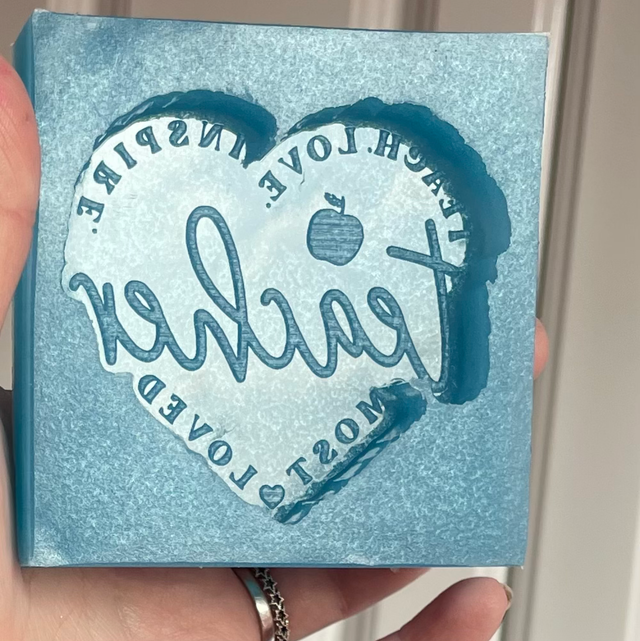 TEACH.LOVE.
INSPIRE.
teacher
MOST
LOVED